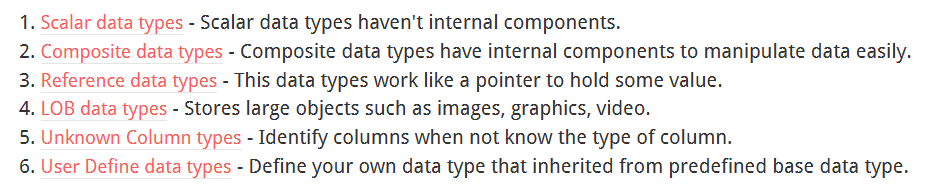 1. Scalar data types - Scalar data types haven't internal components.
2. Composite data types - Composite data types have internal components to manipulate data easily.
3. Reference data types - This data types work like a pointer to hold some value.
4. LOB data types - Stores large objects such as images, graphics, video.
5. Unknown Column types - Identify columns when not know the type of column.
6. User Define data types - Define your own data type that inherited from predefined base data type.